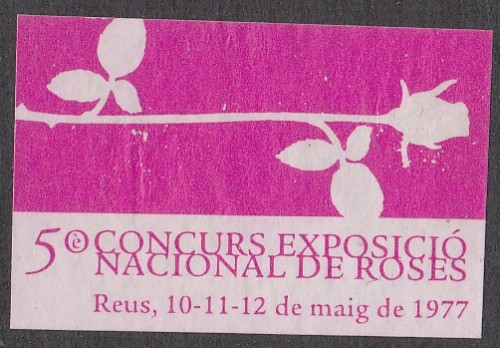 5è CONCURS EXPOSICIÓ
NACIONAL DE ROSES
Reus, 10-11-12 de maig de 1977